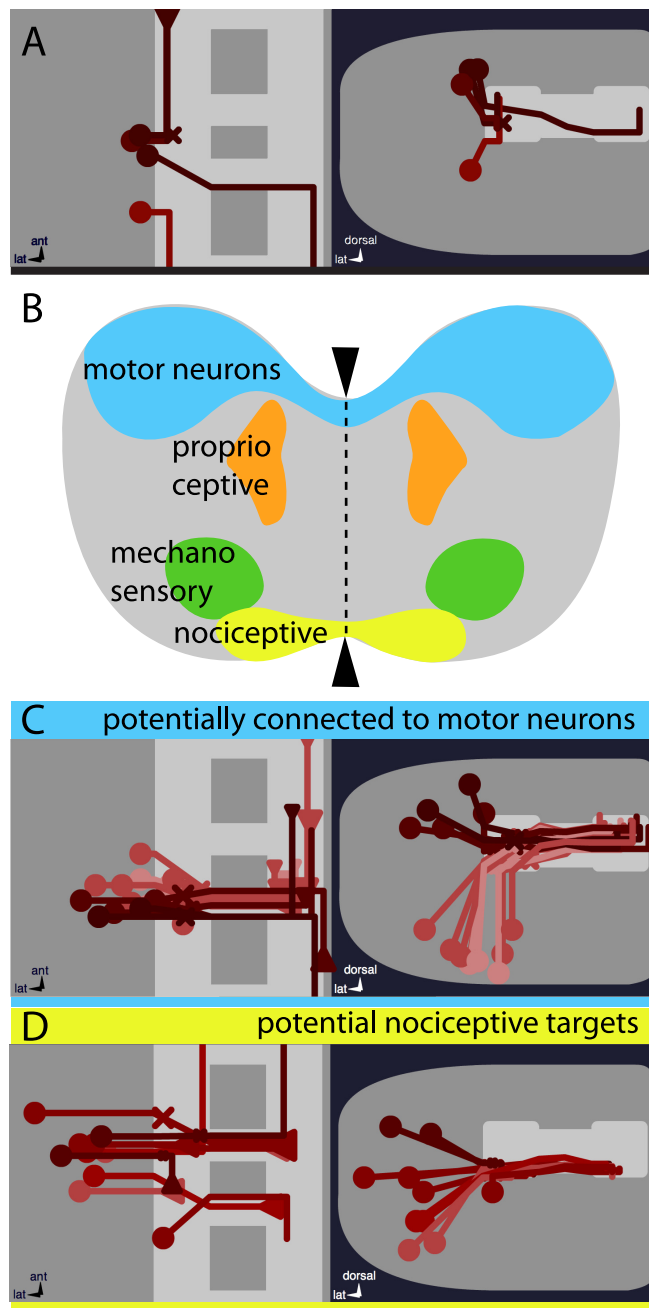 A
ant
lat
dorsal
lat
B
motor neurons
proprio
ceptive
mechano
sensory
nociceptive
C
potentially connected to motor neurons
ant
lat
dorsal
lat
D
potential nociceptive targets
ant
lat
dorsal
lat